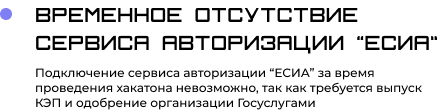 ВРЕМЕННОЕ ОТСУТСТВИЕ
СЕРВИСА АВТОРИЗАЦИИ “ЕСИА”
Подключение сервиса авторизации “ЕСИА” за время
проведения хакатона невозможно, так как требуется выпуск
КЭП и одобрение организации Госуслугами